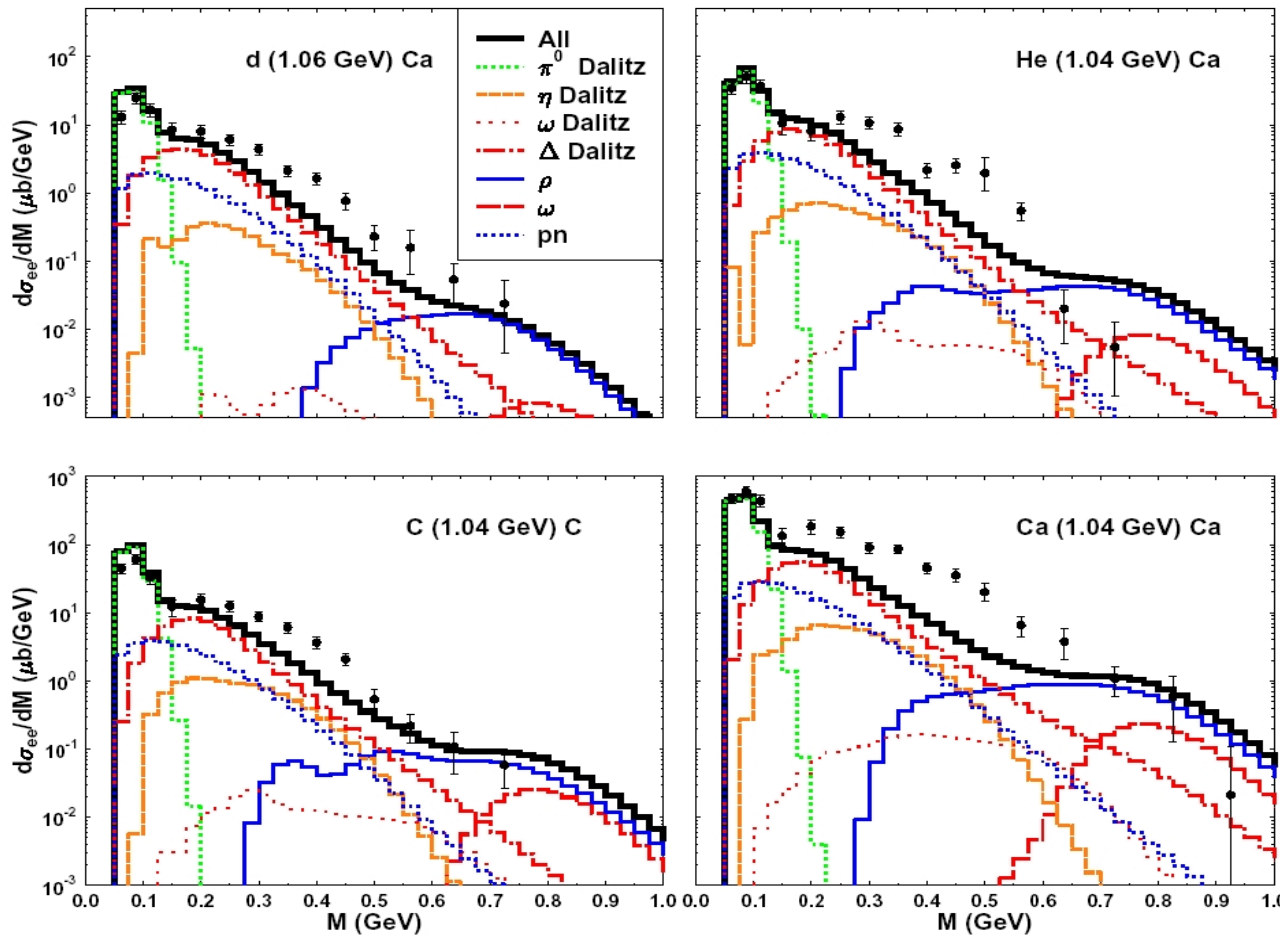 d (1.06 GeV) Ca
All
π⁰ Dalitz
η Dalitz
ω Dalitz
Δ Dalitz
ρ
ω
pn
He (1.04 GeV) Ca
10²
10¹
10⁰
10⁻¹
10⁻²
10⁻³
dσee/dM (μb/GeV)
C (1.04 GeV) C
Ca (1.04 GeV) Ca
10³
10²
10¹
10⁰
10⁻¹
10⁻²
10⁻³
dσee/dM (μb/GeV)
0.0 0.1 0.2 0.3 0.4 0.5 0.6 0.7 0.8 0.9 1.0
0.1 0.2 0.3 0.4 0.5 0.6 0.7 0.8 0.9 1.0
M (GeV)
M (GeV)